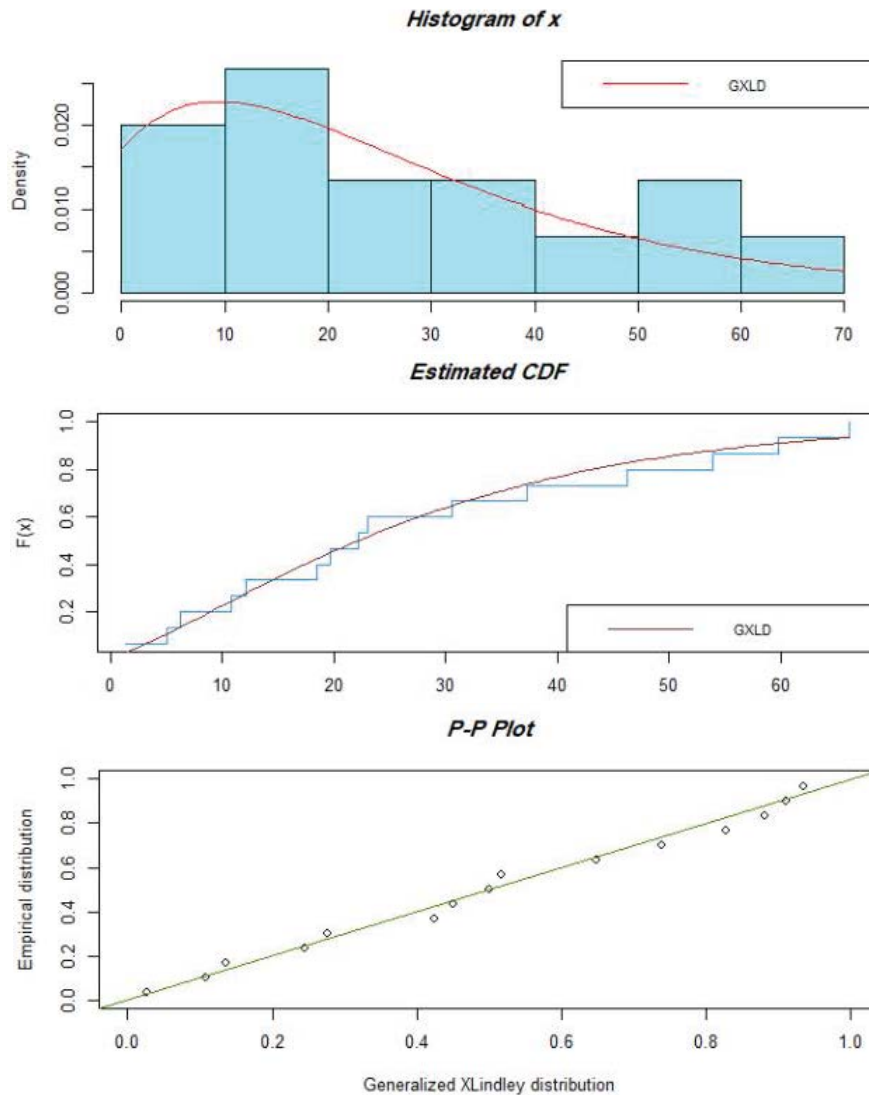 Histogram of x
GXLD
Density
0.000 0.010 0.020
0 10 20 30 40 50 60 70
Estimated CDF
F(x)
0.2 0.4 0.6 0.8 1.0
GXLD
0 10 20 30 40 50 60
P-P Plot
Empirical distribution
0.0 0.2 0.4 0.6 0.8 1.0
0.0 0.2 0.4 0.6 0.8 1.0
Generalized XLindley distribution